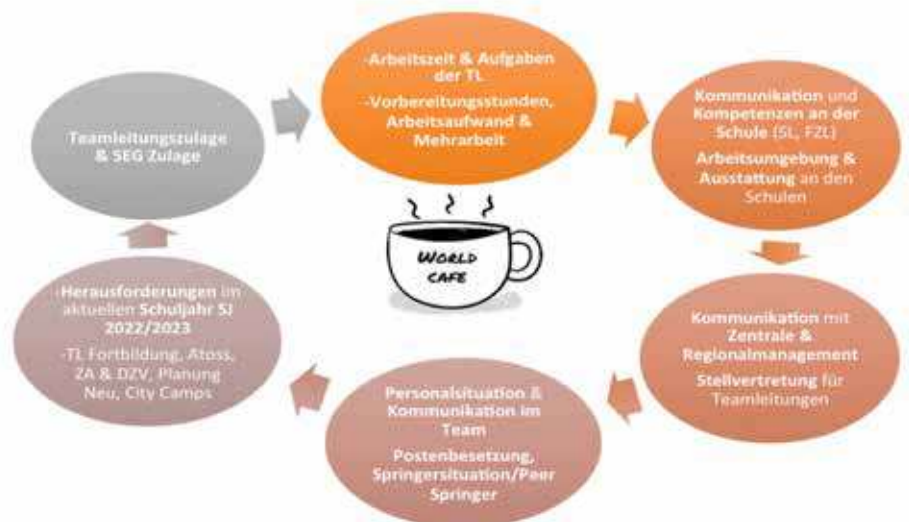 -Arbeitszeit & Aufgaben
der TL
-Vorbereitungsstunden,
Arbeitsaufwand &
Mehrarbeit
Kommunikation und
Kompetenzen an der
Schule (SL, FZL)
Arbeitsumgebung &
Ausstattung an den
Schulen
Kommunikation mit
Zentrale &
Regionalmanagement
Stellvertretung für
Teamleitungen
Personalsituation &
Kommunikation im
Team
Postenbesetzung,
Springersituation/Peer
Springer
-Herausforderungen im
aktuellen Schuljahr SJ
2022/2023
-TL Fortbildung, Atoss,
ZA & DZV, Planung
Neu, City Camps
Teamleitungszulage
& SEG Zulage
WORLD
CAFE